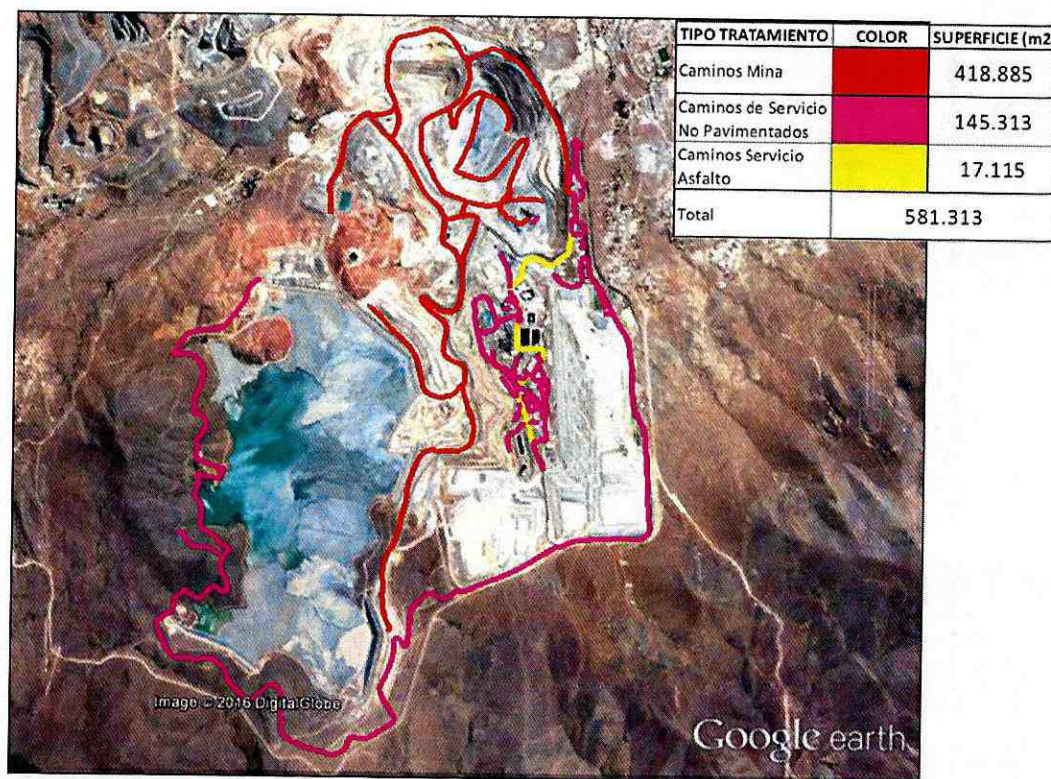 TIPO TRATAMIENTO COLOR SUPERFICIE (m2
Caminos Mina 418.885
Caminos de Servicio
No Pavimentados 145.313
Caminos Servicio
Asfalto 17.115
Total 581.313
Image © 2016 DigitalGlobe
Google earth